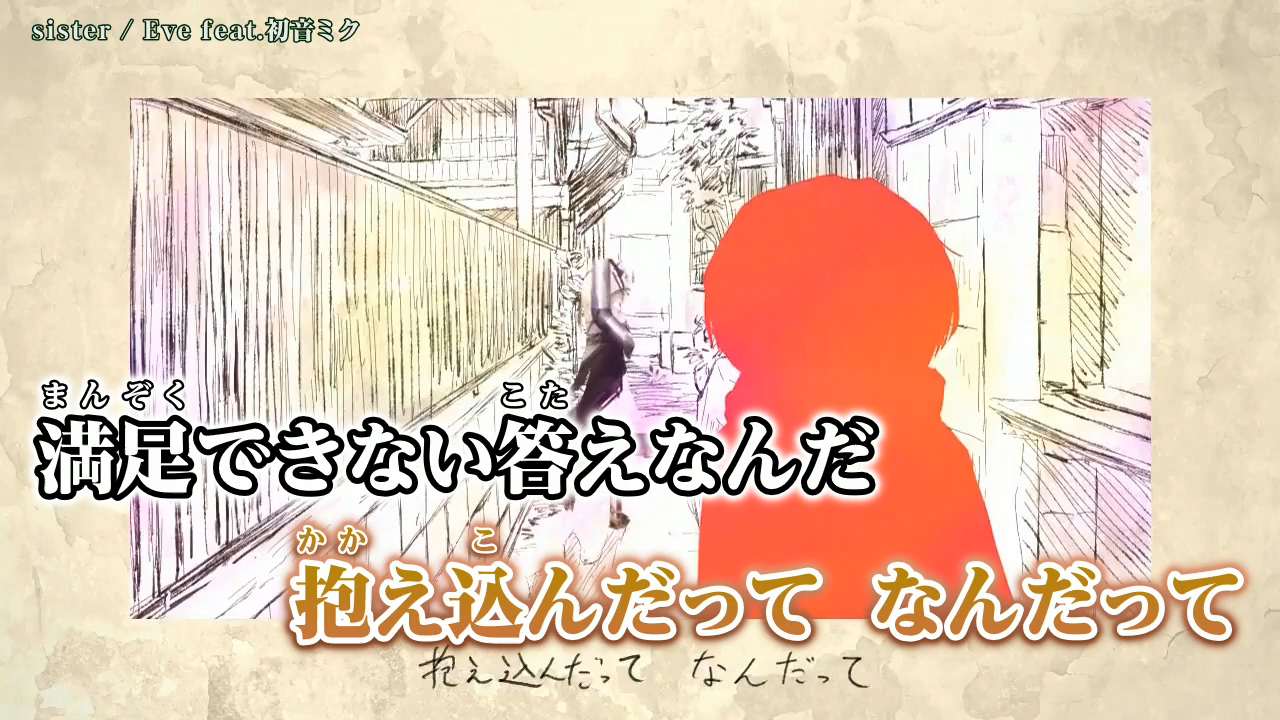 sister / Eve feat.初音ミク
まんぞく こた
満足できない答えなんだ
かか こ
抱え込んだって なんだって
抱え込んだって なんだって